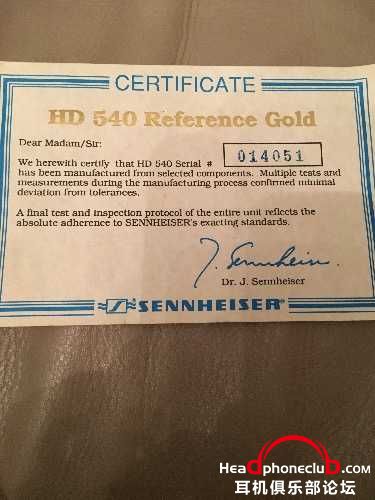 CERTIFICATE
HD 540 Reference Gold
Dear Madam/Sir:
We herewith certify that HD 540 Serial # 014051
has been manufactured from selected components. Multiple tests and
measurements during the manufacturing process confirmed minimal
deviation from tolerances.
A final test and inspection protocol of the entire unit reflects the
absolute adherence to SENNHEISER's exacting standards.
J. Sennheiser
Dr. J. Sennheiser
SENNHEISER®
Headphoneclub.com
耳机俱乐部论坛